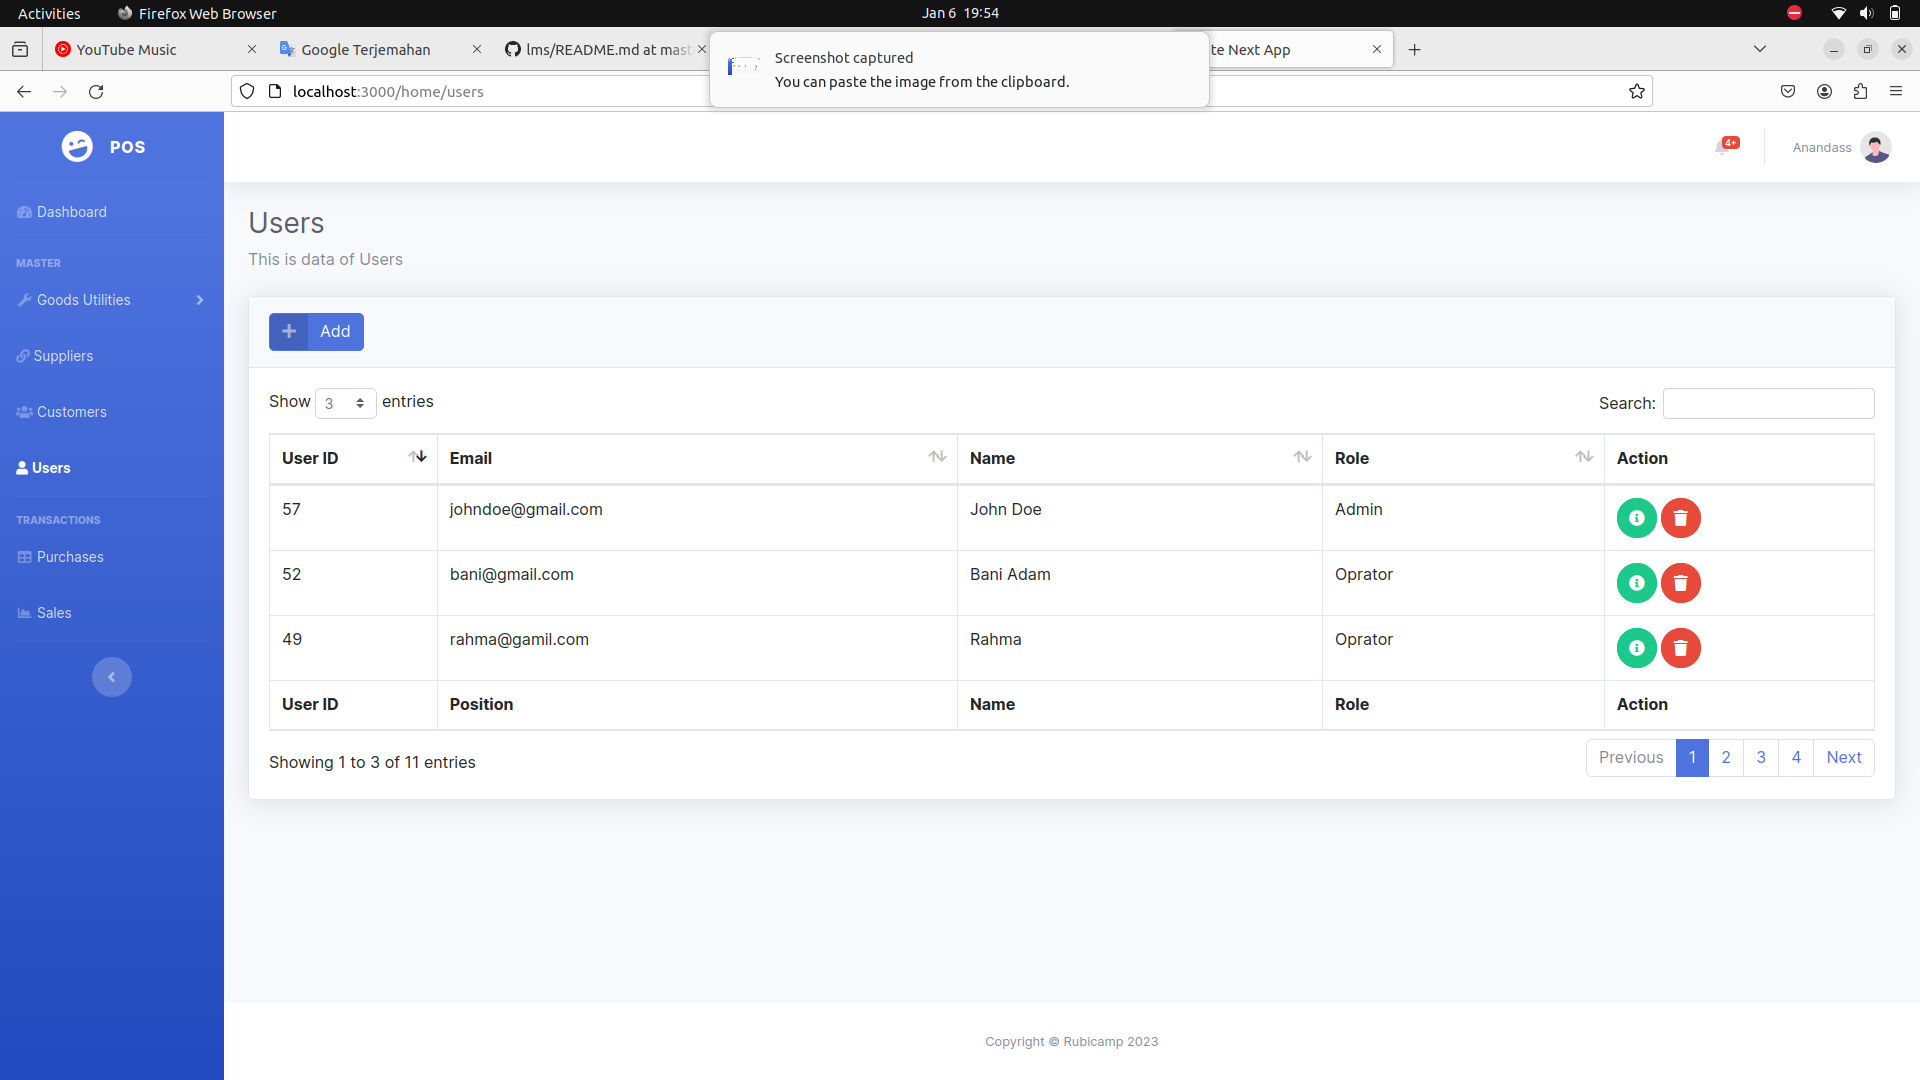 Activities
Firefox Web Browser
Jan 6 19:54
YouTube Music
Google Terjemahan
lms/README.md at mast
te Next App
Screenshot captured
You can paste the image from the clipboard.
localhost:3000/home/users
POS
4+
Anandass
Dashboard
MASTER
Goods Utilities
Suppliers
Customers
Users
TRANSACTIONS
Purchases
Sales
Users
This is data of Users
Add
Show 3 entries
Search:
User ID Email Name Role Action
57 johndoe@gmail.com John Doe Admin
52 bani@gmail.com Bani Adam Oprator
49 rahma@gamil.com Rahma Oprator
User ID Position Name Role Action
Showing 1 to 3 of 11 entries
Previous 1 2 3 4 Next
Copyright © Rubicamp 2023